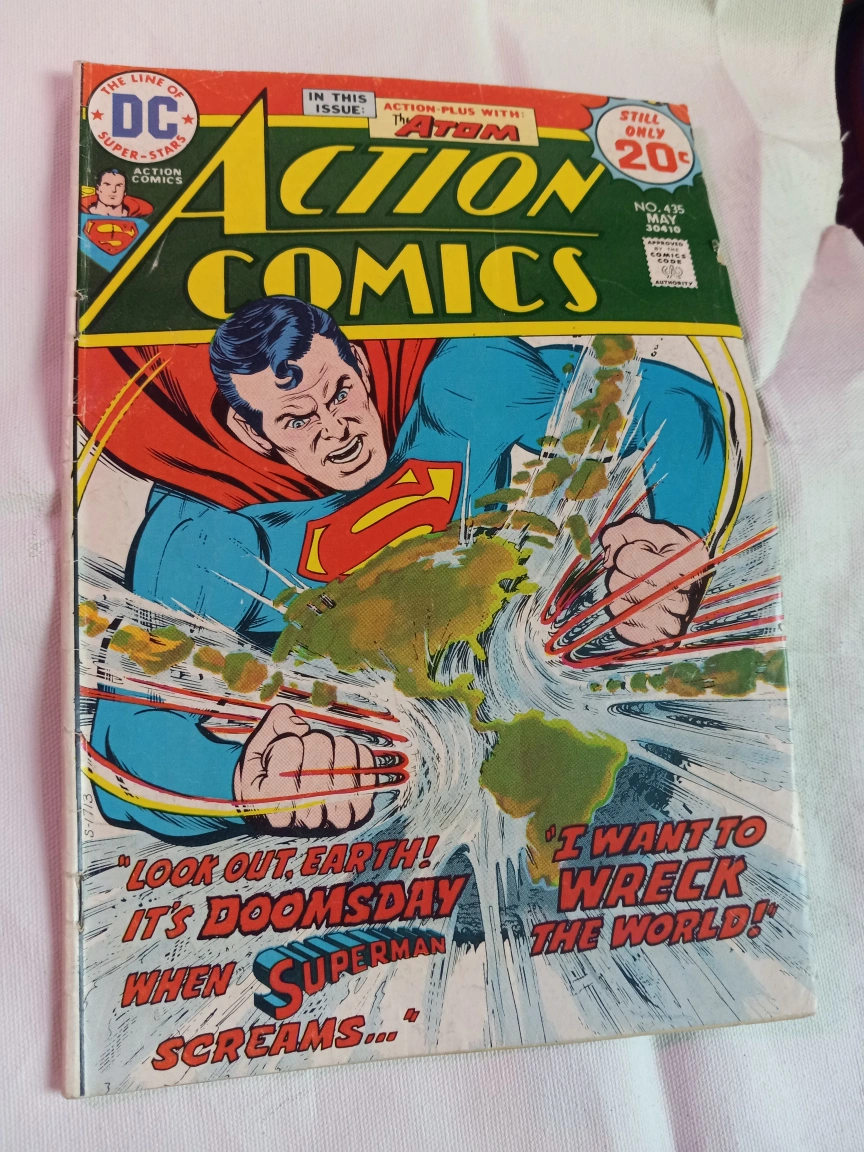 THE LINE OF
DC
SUPER-STARS
ACTION
COMICS
S
IN THIS
ISSUE:
ACTION-PLUS WITH:
The ATOM
STILL
ONLY
20¢
ACTION
COMICS
NO. 435
MAY
30410
APPROVED
BY THE
COMICS
CODE
AUTHORITY
S
S-1713
"LOOK OUT, EARTH!
IT'S DOOMSDAY
WHEN SUPERMAN
SCREAMS..."
"I WANT TO
WRECK
THE WORLD!"
3